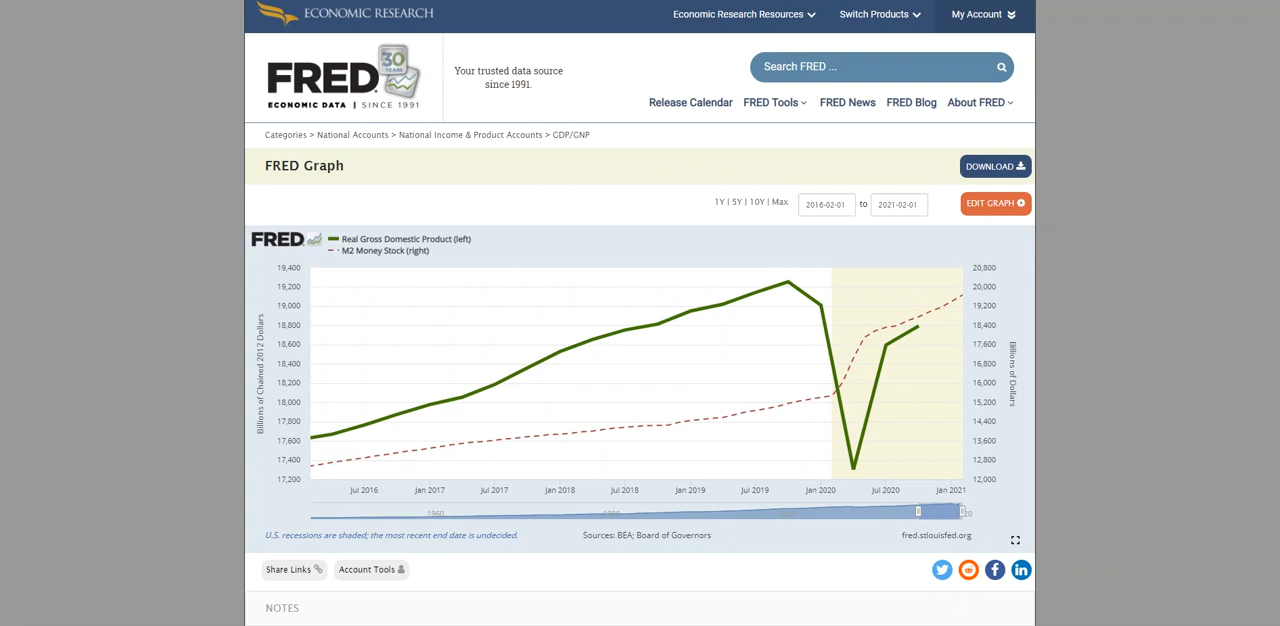 ECONOMIC RESEARCH
Economic Research Resources Switch Products My Account
FRED 30 YEARS
ECONOMIC DATA | SINCE 1991
Your trusted data source
since 1991.
Search FRED ...
Release Calendar FRED Tools FRED News FRED Blog About FRED
Categories > National Accounts > National Income & Product Accounts > GDP/GNP
FRED Graph
DOWNLOAD
1Y | 5Y | 10Y | Max 2016-02-01 to 2021-02-01
EDIT GRAPH
FRED
Real Gross Domestic Product (left)
M2 Money Stock (right)
Billions of Chained 2012 Dollars
19,400
19,200
19,000
18,800
18,600
18,400
18,200
18,000
17,800
17,600
17,400
17,200
20,800
20,000
19,200
18,400
17,600
16,800
16,000
15,200
14,400
13,600
12,800
12,000
Billions of Dollars
Jul 2016 Jan 2017 Jul 2017 Jan 2018 Jul 2018 Jan 2019 Jul 2019 Jan 2020 Jul 2020 Jan 2021
1960
U.S. recessions are shaded; the most recent end date is undecided.
Sources: BEA; Board of Governors
fred.stlouisfed.org
Share Links
Account Tools
NOTES